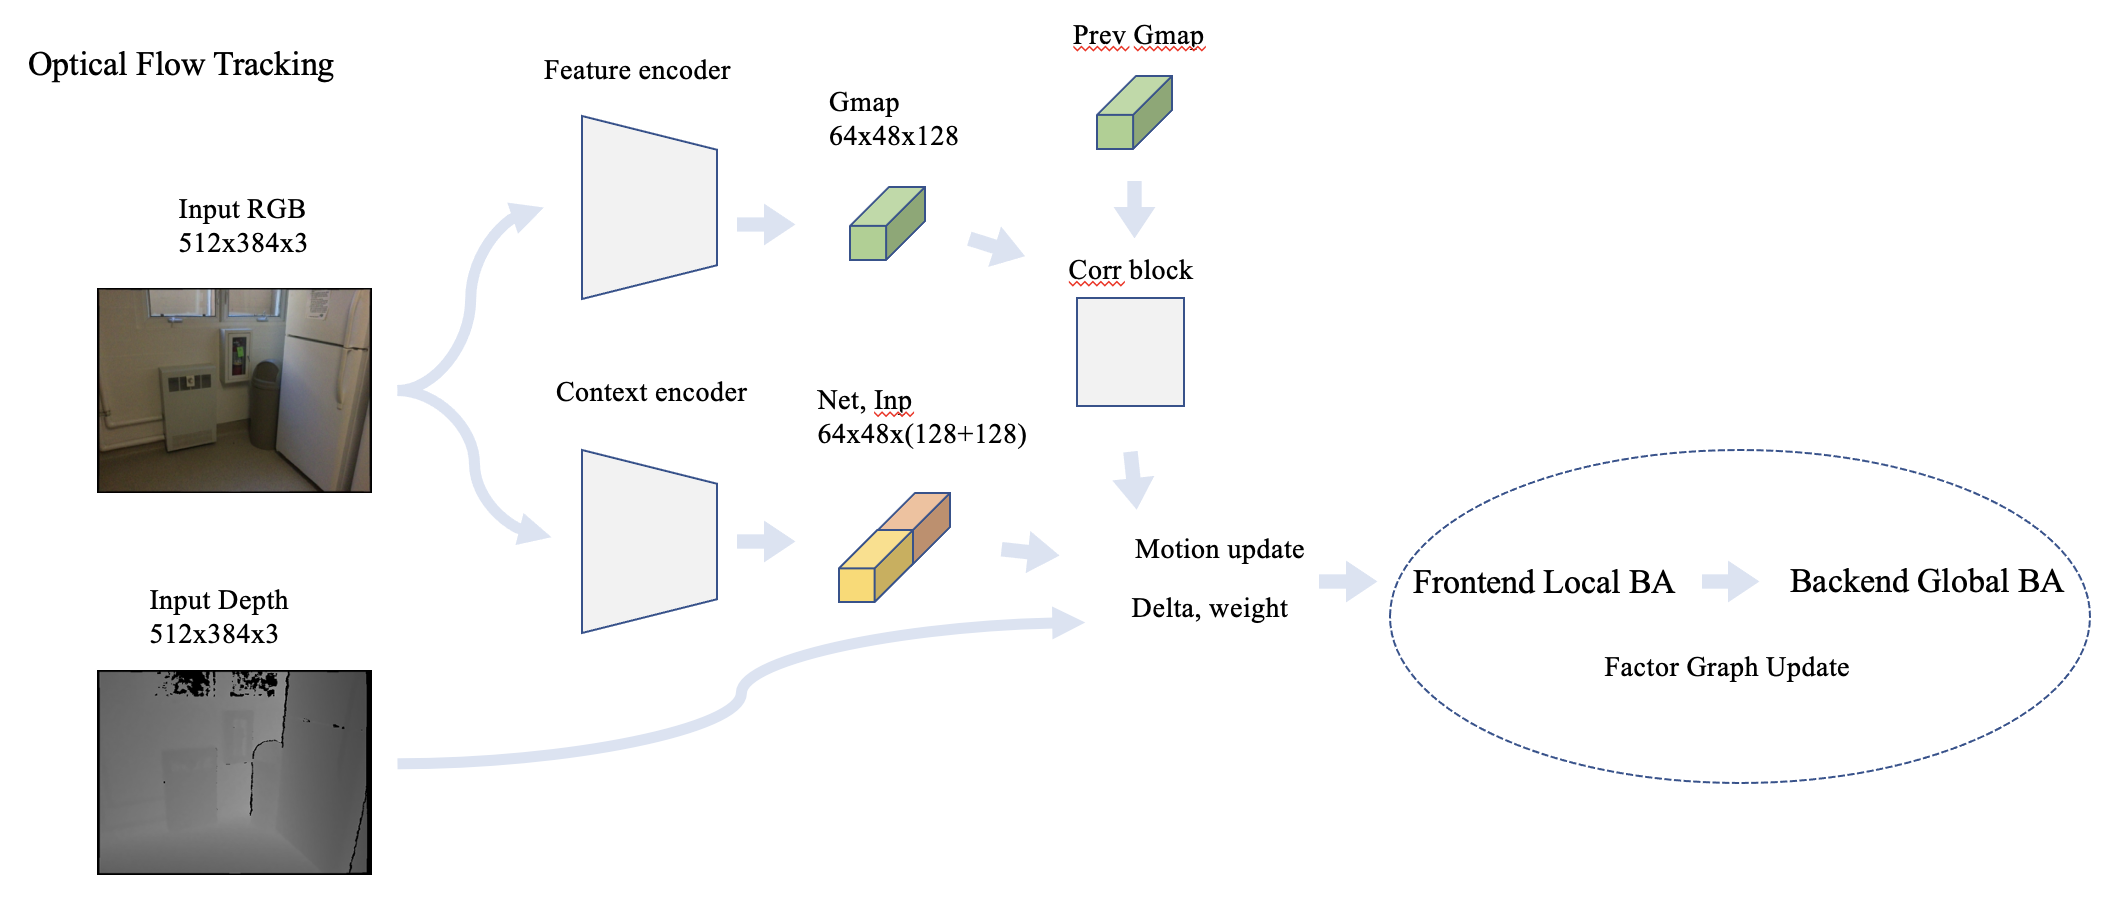 Optical Flow Tracking
Input RGB
512x384x3
Input Depth
512x384x3
Feature encoder
Context encoder
Gmap
64x48x128
Net, Inp
64x48x(128+128)
Prev Gmap
Corr block
Motion update
Delta, weight
Frontend Local BA
Backend Global BA
Factor Graph Update